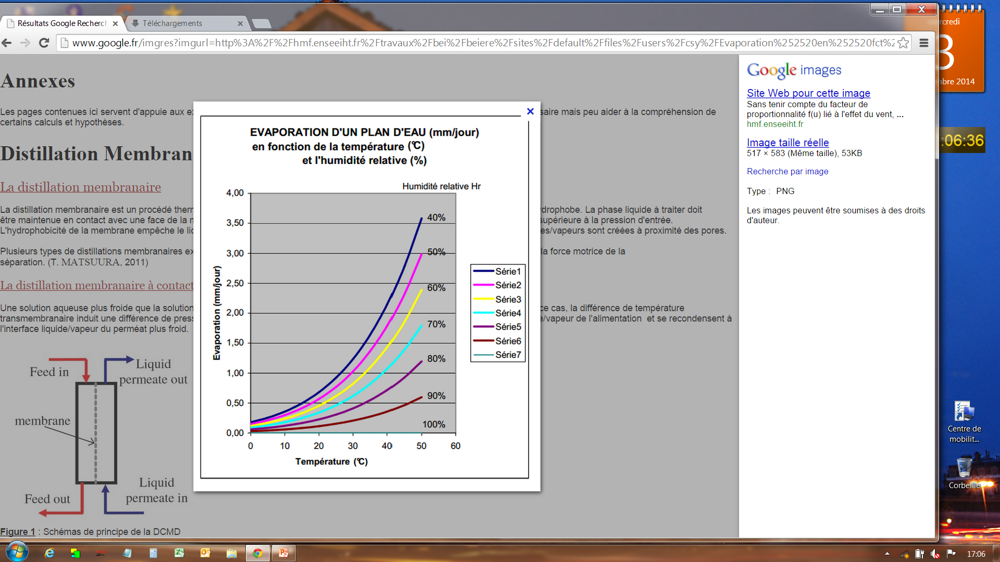 Résultats Google Recherch
Téléchargements
www.google.fr/imgres?imgurl=http%3A%2F%2Fhmf.enseeiht.fr%2Ftravaux%2Fbei%2Fbeiere%2Fsites%2Fdefault%2Ffiles%2Fusers%2Fcsy%2FEvaporation%252520en%252520fct%2
Annexes
Les pages contenues ici servent d'appuie aux ex
saire mais peu aider à la compréhension de
certains calculs et hypothèses.
Distillation Membran
La distillation membranaire
La distillation membranaire est un procédé therm
drophobe. La phase liquide à traiter doit
être maintenue en contact avec une face de la m
supérieure à la pression d'entrée.
L'hydrophobicité de la membrane empêche le liq
es/vapeurs sont créées à proximité des pores.
Plusieurs types de distillations membranaires ex
la force motrice de la
séparation. (T. MATSUURA, 2011)
La distillation membranaire à contact
Une solution aqueuse plus froide que la solution
ce cas, la différence de température
transmembranaire induit une différence de press
e/vapeur de l'alimentation et se recondensent à
l'interface liquide/vapeur du perméat plus froid.
Feed in
Liquid
permeate out
membrane
Feed out
Liquid
permeate in
Figure 1 : Schémas de principe de la DCMD
EVAPORATION D'UN PLAN D'EAU (mm/jour)
en fonction de la température (°C)
et l'humidité relative (%)
Humidité relative Hr
4,00
3,50
3,00
2,50
2,00
1,50
1,00
0,50
0,00
Evaporation (mm/jour)
40%
50%
60%
70%
80%
90%
100%
0 10 20 30 40 50 60
Température (°C)
Série1
Série2
Série3
Série4
Série5
Série6
Série7
Google images
Site Web pour cette image
Sans tenir compte du facteur de
proportionnalité f(u) lié à l'effet du vent, ...
hmf.enseeiht.fr
Image taille réelle
517 × 583 (Même taille), 53KB
Recherche par image
Type : PNG
Les images peuvent être soumises à des droits
d'auteur.
rcredi
3
mbre 2014
:06:36
Centre de
mobilit...
Corbeille
17:06